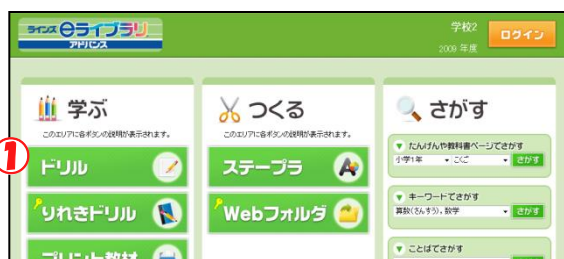 ラインズeライブラリ
アドバンス
学校2
2009 年度
ログイン
学ぶ
このエリアに各ボタンの説明が表示されます。
①
ドリル
りれきドリル
プリント教材
つくる
このエリアに各ボタンの説明が表示されます。
ステープラ
Webフォルダ
さがす
たんげんや教科書ページでさがす
小学1年 こくご さがす
キーワードでさがす
算数(さんすう)、数学 さがす
ことばでさがす